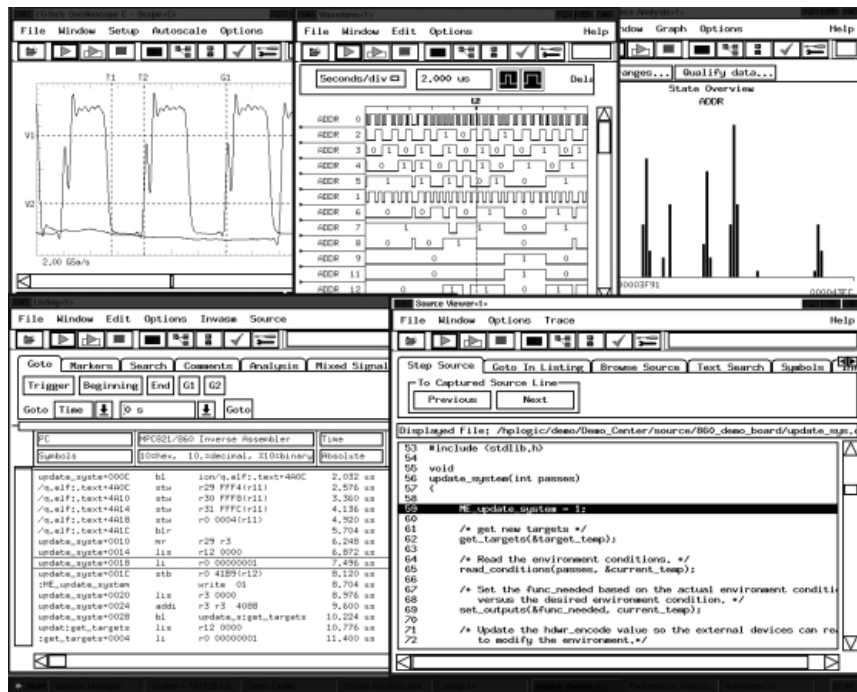 File Window Setup Autoscale Options
T1 T2 G1
V1
V2
2.00 GSa/s
Waveform<1>
File Window Edit Options Help
Seconds/div 2.000 us
G2
ADDR 0
ADDR 2
ADDR 3
ADDR 4
ADDR 5
ADDR 1
ADDR 6
ADDR 7
ADDR 8
ADDR 9
ADDR 11
ADDR 12
Graph Options Help
Qualify data...
State Overview
ADDR
00003F91
Listing<1>
File Window Edit Options Invasm Source
Goto Markers Search Comments Analysis Mixed Signal
Trigger Beginning End G1 G2
Goto Time 0 s Goto
PC MPC821/860 Inverse Assembler Time
Symbols 10=hex, 10.=decimal, %10=binary Absolute
update_syste+000C bl ion/q.elf:.text+4A0C 2.032 us
/q.elf:.text+4A0C stw r29 FFF4(r11) 2.576 us
/q.elf:.text+4A10 stw r30 FFF8(r11) 3.360 us
/q.elf:.text+4A14 stw r31 FFFC(r11) 4.136 us
/q.elf:.text+4A18 stw r0 0004(r11) 4.920 us
/q.elf:.text+4A1C blr 5.704 us
update_syste+0010 mr r29 r3 6.248 us
update_syste+0014 lis r12 0000 6.872 us
update_syste+0018 li r0 00000001 7.496 us
update_syste+001C stb r0 41B9(r12) 8.120 us
:ME_update_system write 01 8.704 us
update_syste+0020 lis r3 0000 8.976 us
update_syste+0024 addi r3 r3 4088 9.600 us
update_syste+0028 bl update_s:get_targets 10.224 us
updat:get_targets lis r12 0000 10.776 us
:get_targets+0004 li r0 00000001 11.400 us
Source Viewer<1>
File Window Options Trace Help
Step Source Goto In Listing Browse Source Text Search Symbols
To Captured Source Line
Previous Next
Displayed File: /hplogic/demo/Demo_Center/source/860_demo_board/update_sys.
53 #include <stdlib.h>
54
55 void
56 update_system(int passes)
57 {
58
59 ME_update_system = 1;
60
61 /* get new targets */
62 get_targets(&target_temp);
63
64 /* Read the environment conditions. */
65 read_conditions(passes, &current_temp);
66
67 /* Set the func_needed based on the actual environment conditi
68 versus the desired environment condition. */
69 set_outputs(&func_needed, current_temp);
70
71 /* Update the hdwr_encode value so the external devices can re
72 to modify the environment.*/